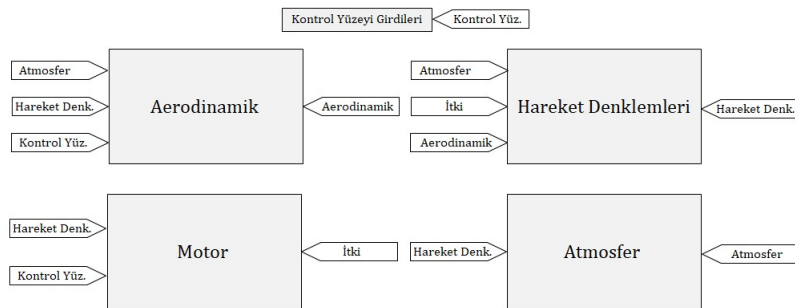 Kontrol Yüzeyi Girdileri
Kontrol Yüz.
Atmosfer
Hareket Denk.
Kontrol Yüz.
Aerodinamik
Aerodinamik
Atmosfer
İtki
Aerodinamik
Hareket Denklemleri
Hareket Denk.
Hareket Denk.
Kontrol Yüz.
Motor
İtki
Hareket Denk.
Atmosfer
Atmosfer